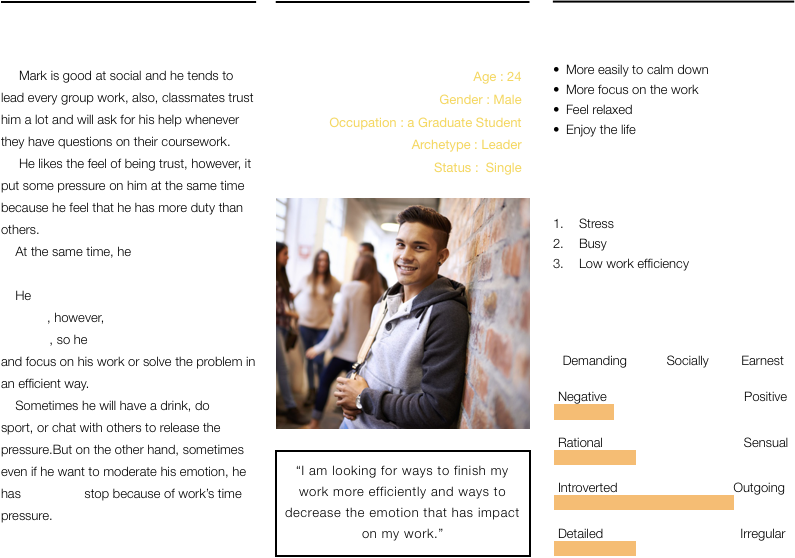 Mark is good at social and he tends to
lead every group work, also, classmates trust
him a lot and will ask for his help whenever
they have questions on their coursework.
He likes the feel of being trust, however, it
put some pressure on him at the same time
because he feel that he has more duty than
others.
At the same time, he
He
, however,
, so he
and focus on his work or solve the problem in
an efficient way.
Sometimes he will have a drink, do
sport, or chat with others to release the
pressure.But on the other hand, sometimes
even if he want to moderate his emotion, he
has stop because of work's time
pressure.
Age : 24
Gender : Male
Occupation : a Graduate Student
Archetype : Leader
Status : Single
“I am looking for ways to finish my
work more efficiently and ways to
decrease the emotion that has impact
on my work.”
• More easily to calm down
• More focus on the work
• Feel relaxed
• Enjoy the life
1. Stress
2. Busy
3. Low work efficiency
Demanding Socially Earnest
Negative Positive
Rational Sensual
Introverted Outgoing
Detailed Irregular